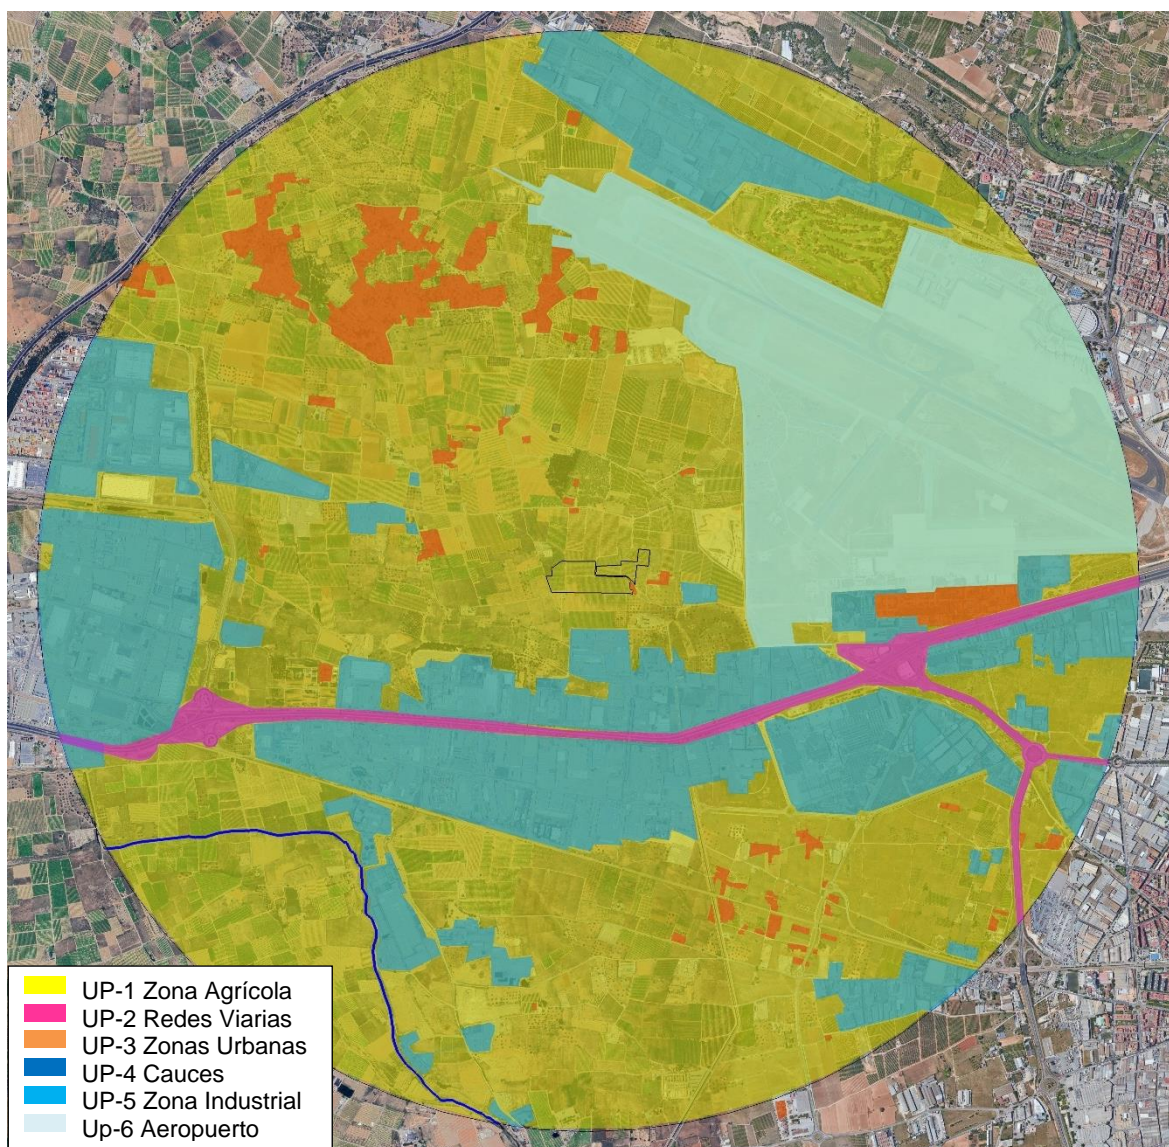 UP-1 Zona Agrícola
UP-2 Redes Viarias
UP-3 Zonas Urbanas
UP-4 Cauces
UP-5 Zona Industrial
Up-6 Aeropuerto